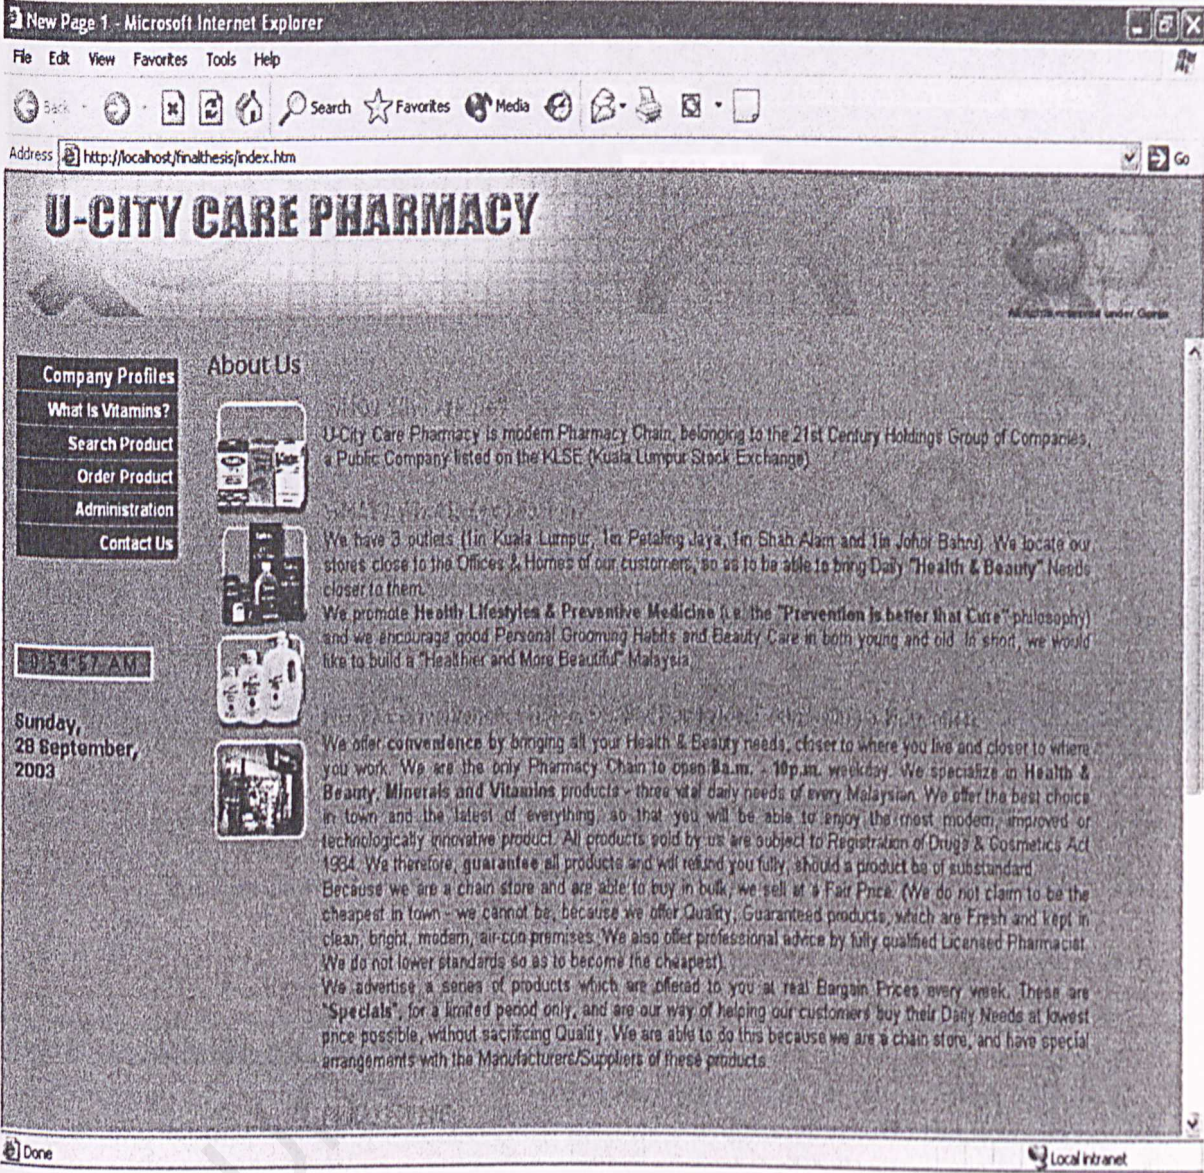 New Page 1 - Microsoft Internet Explorer
File Edit View Favorites Tools Help
Back Search Favorites Media
Address http://localhost/finalthesis/index.htm Go
U-CITY CARE PHARMACY
All rights reserved under
About Us
Company Profiles
What Is Vitamins?
Search Product
Order Product
Administration
Contact Us
0:54:57 AM
Sunday,
28 September,
2003
U-City Care Pharmacy is modern Pharmacy Chain, belonging to the 21st Century Holdings Group of Companies,
a Public Company listed on the KLSE (Kuala Lumpur Stock Exchange)
We have 3 outlets (1in Kuala Lumpur, 1in Petaling Jaya, 1in Shah Alam and 1in Johor Bahru). We locate our
stores close to the Offices & Homes of our customers, so as to be able to bring Daily "Health & Beauty" Needs
closer to them.
We promote Health Lifestyles & Preventive Medicine (i.e. the "Prevention is better that Cure" philosophy)
and we encourage good Personal Grooming Habits and Beauty Care in both young and old. In short, we would
like to build a "Healthier and More Beautiful" Malaysia.
We offer convenience by bringing all your Health & Beauty needs, closer to where you live and closer to where
you work. We are the only Pharmacy Chain to open 8a.m. - 10p.m. weekday. We specialize in Health &
Beauty, Minerals and Vitamins products - three vital daily needs of every Malaysian. We offer the best choice
in town and the latest of everything, so that you will be able to enjoy the most modern, improved or
technologically innovative product. All products sold by us are subject to Registration of Drugs & Cosmetics Act
1984. We therefore, guarantee all products and will refund you fully, should a product be of substandard.
Because we are a chain store and are able to buy in bulk, we sell at a Fair Price. (We do not claim to be the
cheapest in town - we cannot be, because we offer Quality, Guaranteed products, which are Fresh and kept in
clean, bright, modern, air-con premises. We also offer professional advice by fully qualified Licensed Pharmacist.
We do not lower standards so as to become the cheapest).
We advertise a series of products which are offered to you at real Bargain Prices every week. These are
"Specials", for a limited period only, and are our way of helping our customers buy their Daily Needs at lowest
price possible, without sacrificing Quality. We are able to do this because we are a chain store, and have special
arrangements with the Manufacturers/Suppliers of these products.
Done Local intranet